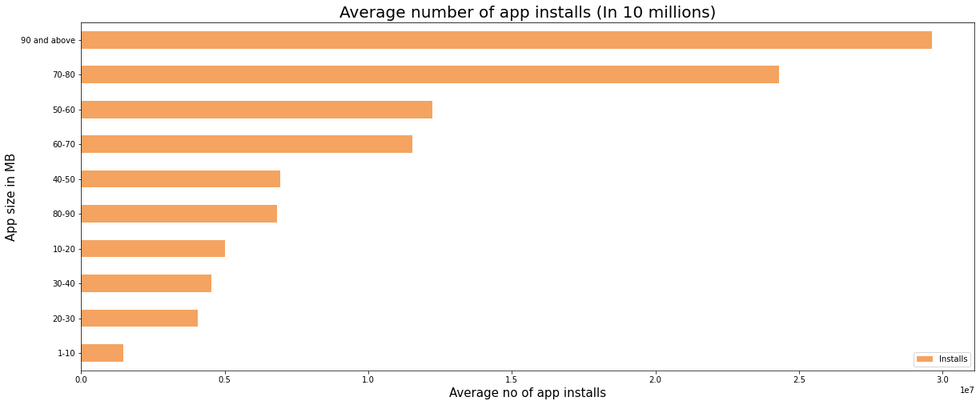 Average number of app installs (In 10 millions)
App size in MB
90 and above
70-80
50-60
60-70
40-50
80-90
10-20
30-40
20-30
1-10
Installs
0.0 0.5 1.0 1.5 2.0 2.5 3.0
1e7
Average no of app installs